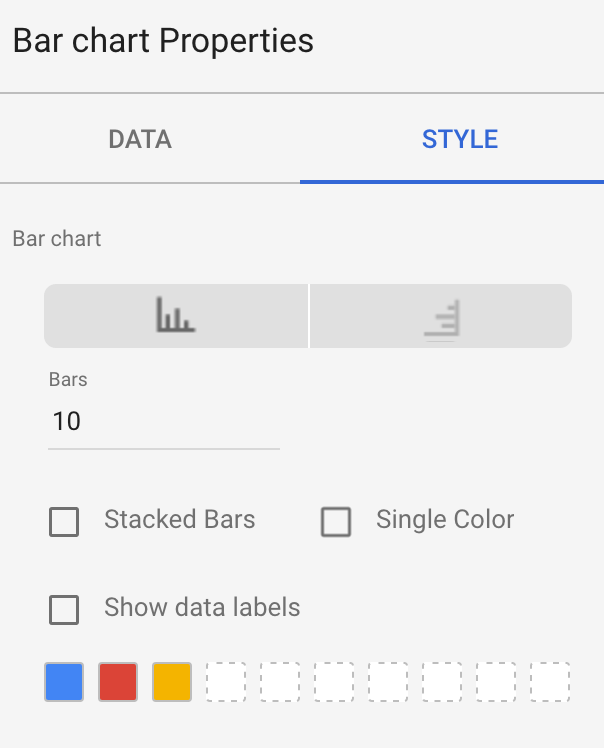 Bar chart Properties
DATA STYLE
Bar chart
Bars
10
Stacked Bars Single Color
Show data labels